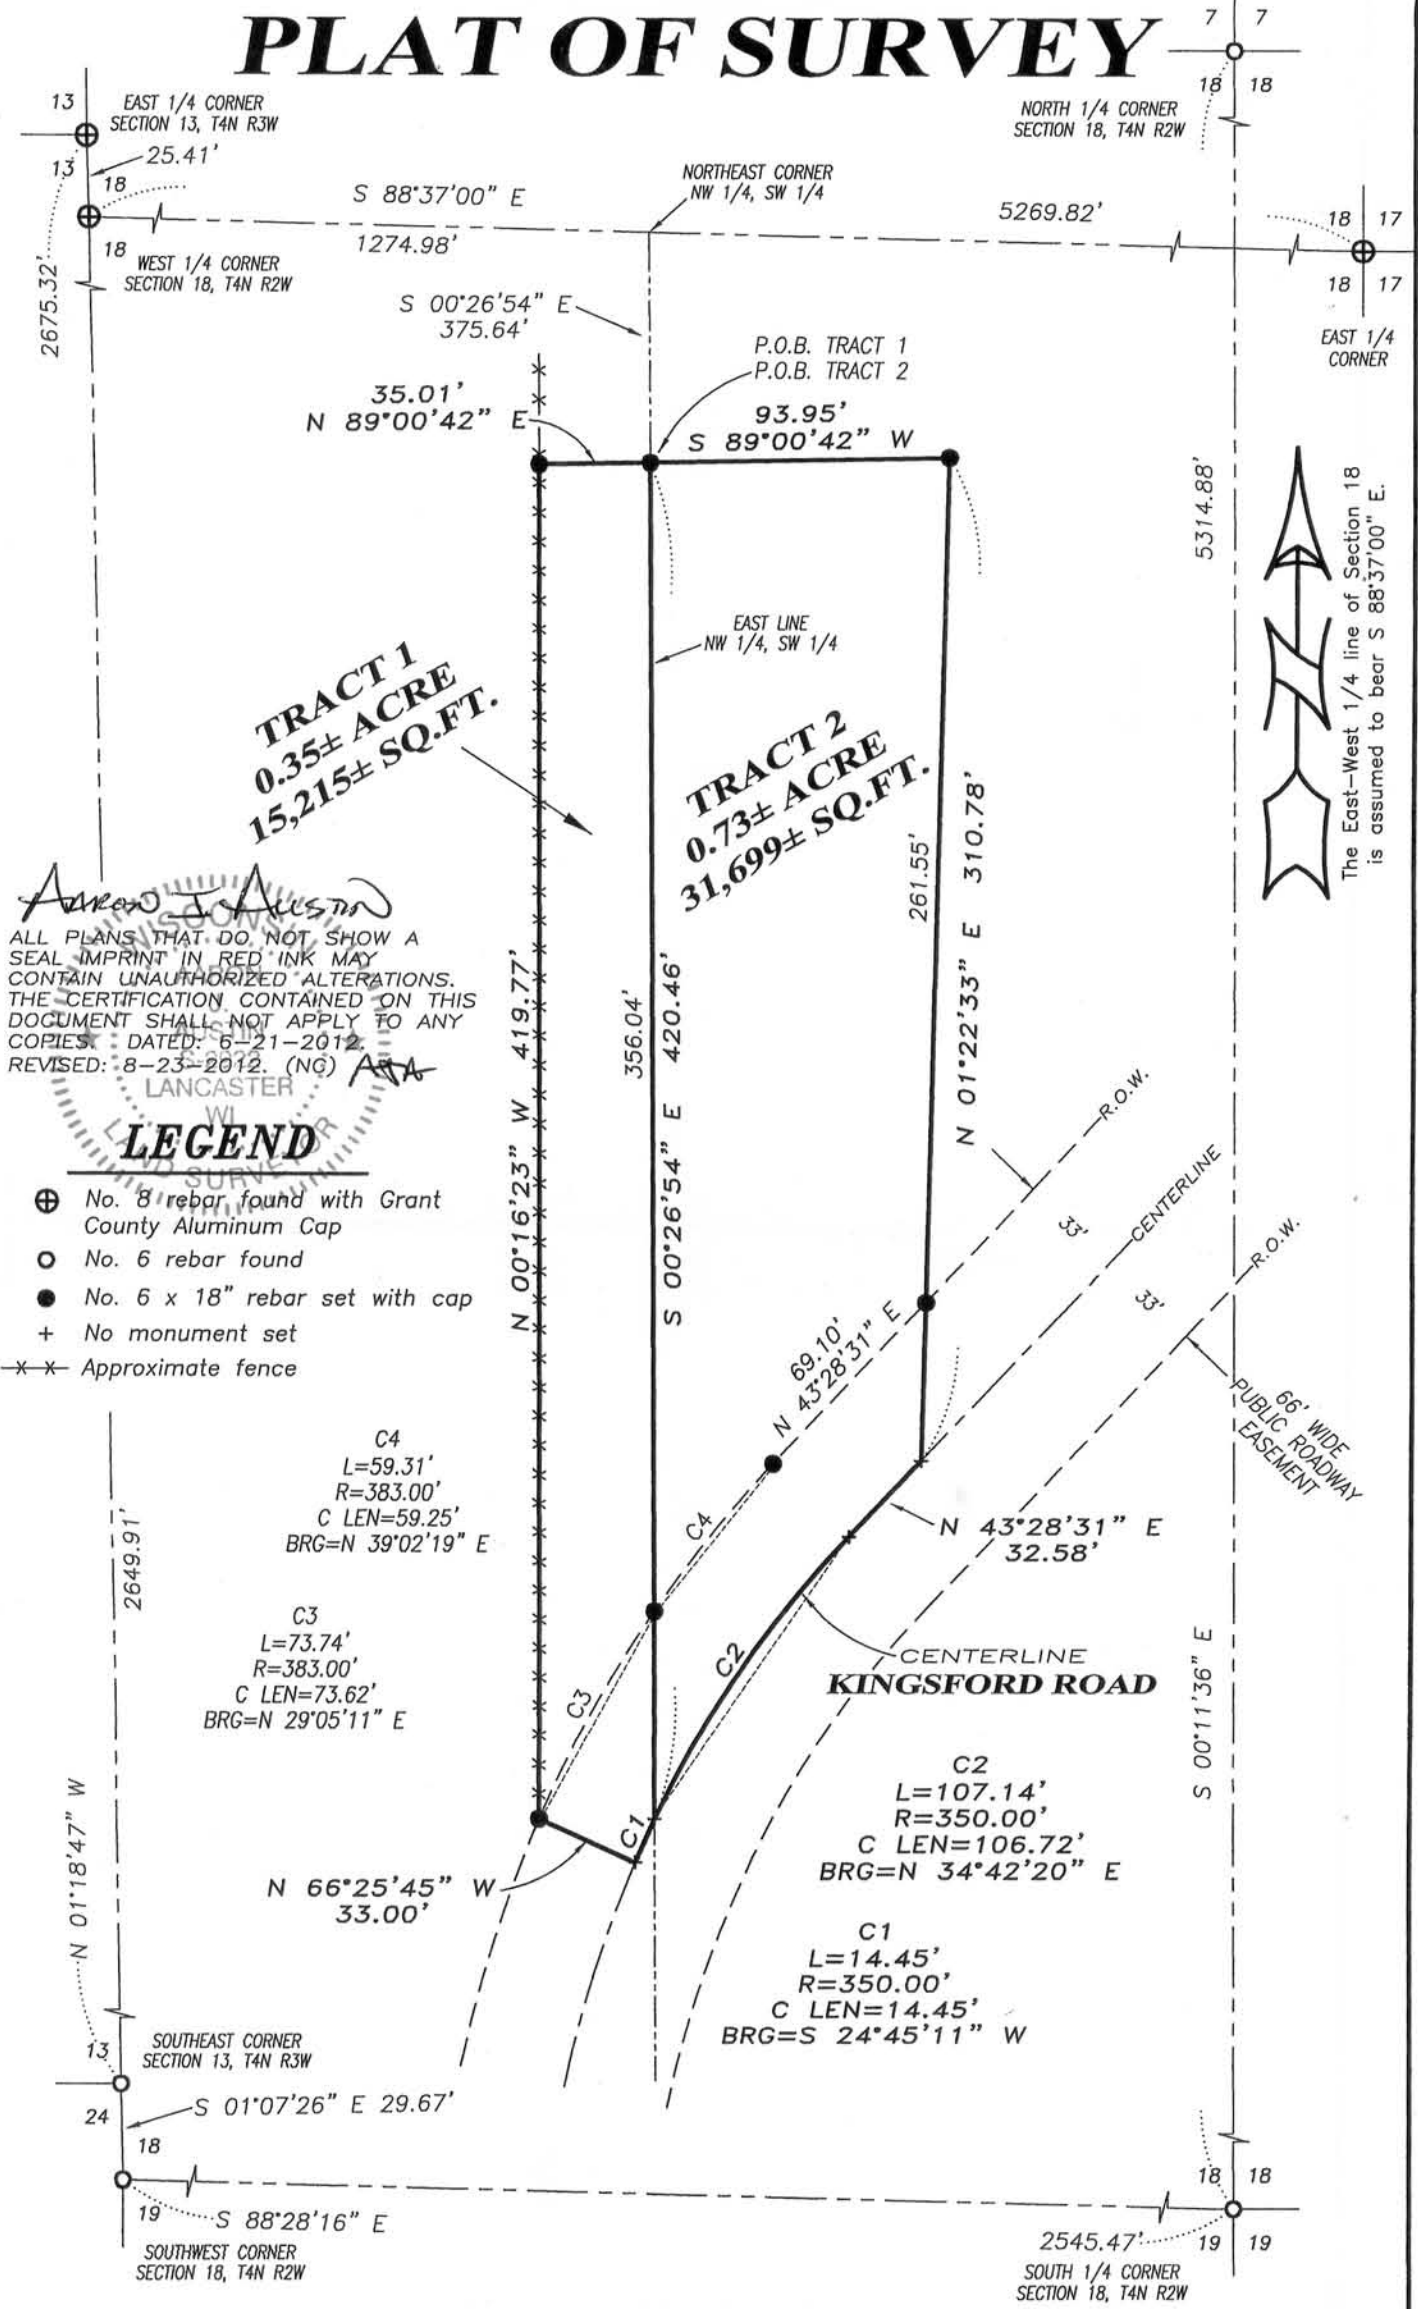 PLAT OF SURVEY
7 7
18 18
NORTH 1/4 CORNER
SECTION 18, T4N R2W
13
EAST 1/4 CORNER
SECTION 13, T4N R3W
13
25.41'
18
18
WEST 1/4 CORNER
SECTION 18, T4N R2W
2675.32'
S 88°37'00" E
1274.98'
NORTHEAST CORNER
NW 1/4, SW 1/4
5269.82'
18 17
18 17
EAST 1/4
CORNER
S 00°26'54" E
375.64'
P.O.B. TRACT 1
P.O.B. TRACT 2
35.01'
N 89°00'42" E
93.95'
S 89°00'42" W
5314.88'
The East-West 1/4 line of Section 18
is assumed to bear S 88°37'00" E.
EAST LINE
NW 1/4, SW 1/4
TRACT 1
0.35± ACRE
15,215± SQ.FT.
TRACT 2
0.73± ACRE
31,699± SQ.FT.
261.55'
N 01°22'33" E 310.78'
N 00°16'23" W 419.77'
356.04'
S 00°26'54" E 420.46'
Aaron I. Austin
ALL PLANS THAT DO NOT SHOW A
SEAL IMPRINT IN RED INK MAY
CONTAIN UNAUTHORIZED ALTERATIONS.
THE CERTIFICATION CONTAINED ON THIS
DOCUMENT SHALL NOT APPLY TO ANY
COPIES. DATED: 6-21-2012.
REVISED: 8-23-2012. (NG) AIA
WISCONSIN
AARON
AUSTIN
LANCASTER
WI
LAND SURVEYOR
LEGEND
No. 8 rebar found with Grant
County Aluminum Cap
No. 6 rebar found
No. 6 x 18" rebar set with cap
+ No monument set
-x-x- Approximate fence
R.O.W.
33'
CENTERLINE
33'
R.O.W.
66' WIDE
PUBLIC ROADWAY
EASEMENT
69.10'
N 43°28'31" E
C4
L=59.31'
R=383.00'
C LEN=59.25'
BRG=N 39°02'19" E
C4
N 43°28'31" E
32.58'
2649.91'
C3
L=73.74'
R=383.00'
C LEN=73.62'
BRG=N 29°05'11" E
C3
C2
CENTERLINE
KINGSFORD ROAD
S 00°11'36" E
C2
L=107.14'
R=350.00'
C LEN=106.72'
BRG=N 34°42'20" E
N 01°18'47" W
C1
N 66°25'45" W
33.00'
C1
L=14.45'
R=350.00'
C LEN=14.45'
BRG=S 24°45'11" W
13
SOUTHEAST CORNER
SECTION 13, T4N R3W
24
S 01°07'26" E 29.67'
18
19
S 88°28'16" E
SOUTHWEST CORNER
SECTION 18, T4N R2W
18 18
2545.47'
19 19
SOUTH 1/4 CORNER
SECTION 18, T4N R2W